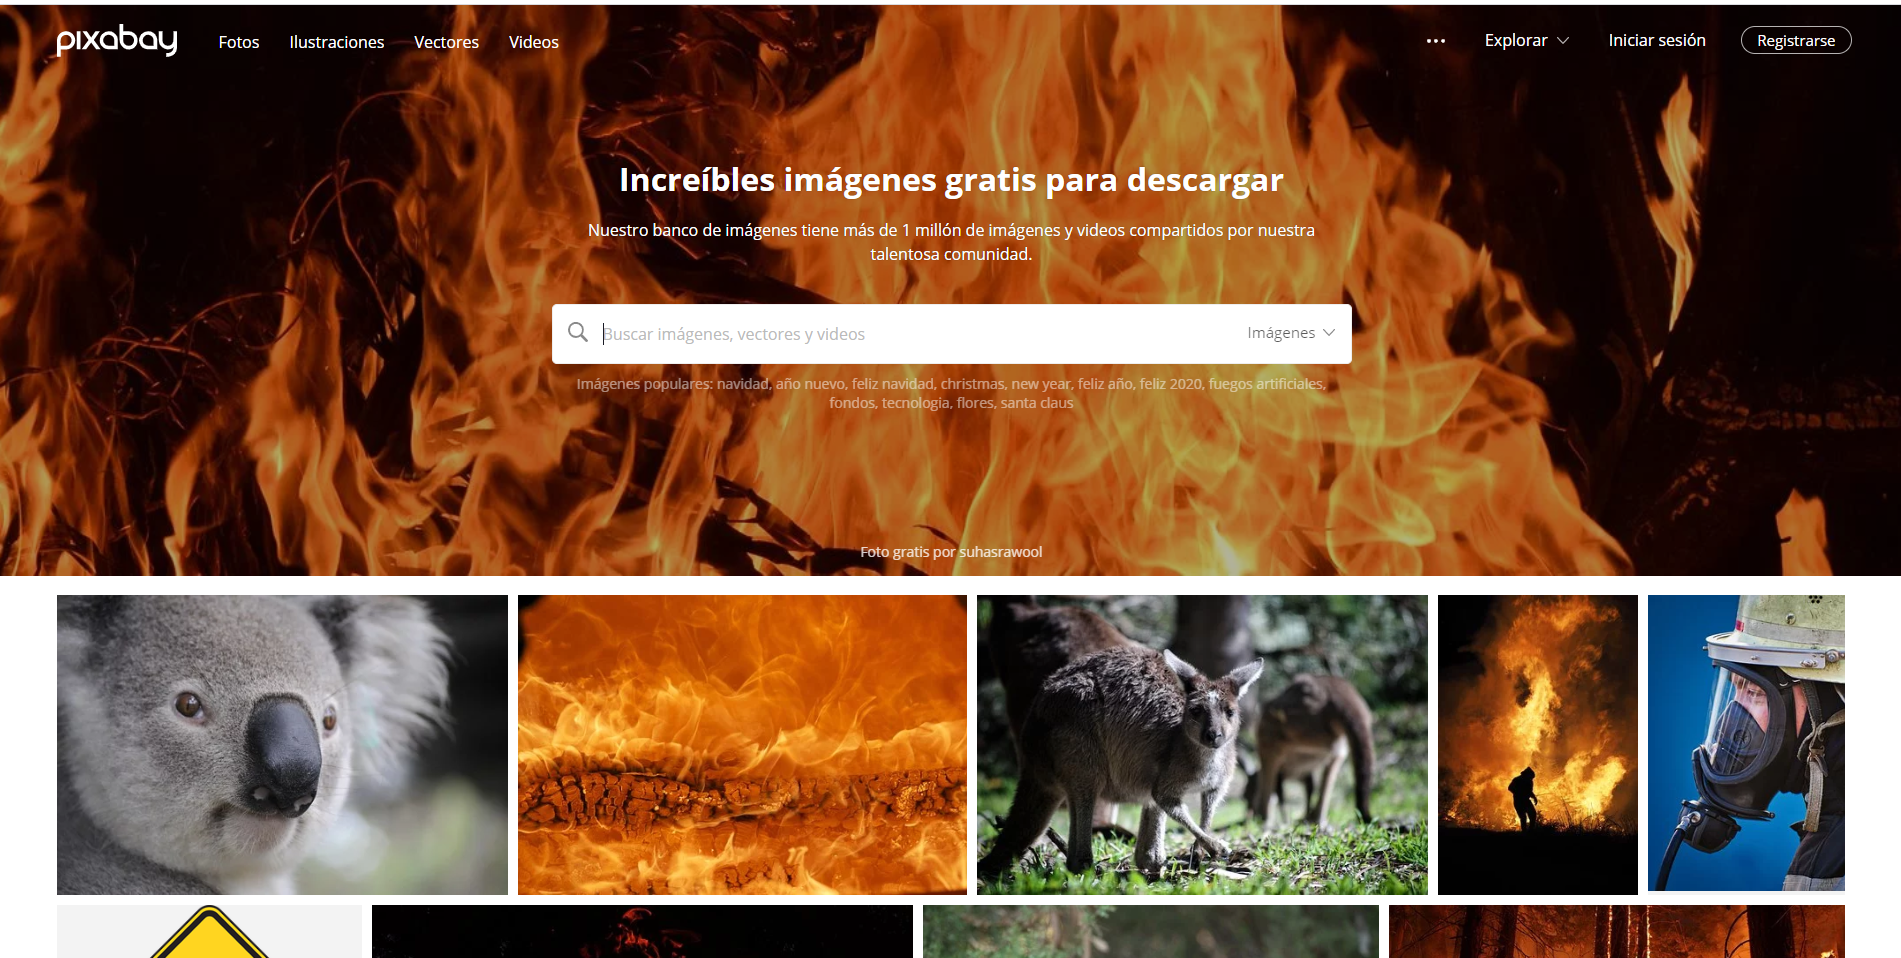 pixabay Fotos Ilustraciones Vectores Videos ••• Explorar Iniciar sesión Registrarse
Increíbles imágenes gratis para descargar
Nuestro banco de imágenes tiene más de 1 millón de imágenes y videos compartidos por nuestra
talentosa comunidad.
Buscar imágenes, vectores y videos Imágenes
Imágenes populares: navidad, año nuevo, feliz navidad, christmas, new year, feliz año, feliz 2020, fuegos artificiales,
fondos, tecnologia, flores, santa claus
Foto gratis por suhasrawool